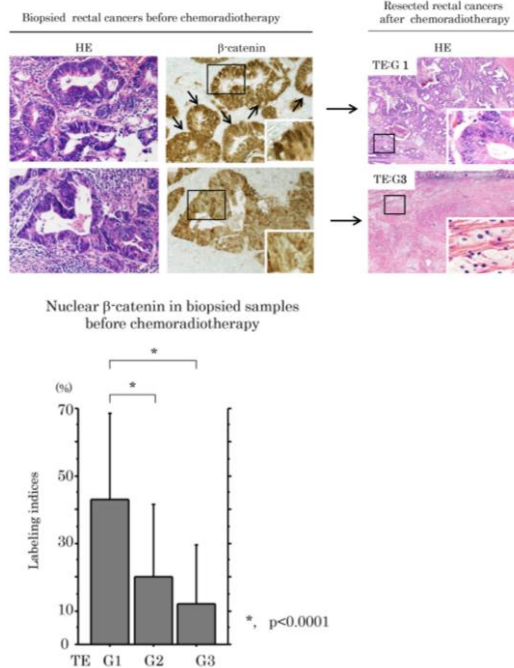 Biopsied rectal cancers before chemoradiotherapy
Resected rectal cancers
after chemoradiotherapy
HE
β-catenin
HE
TE:G 1
TE:G3
Nuclear β-catenin in biopsied samples
before chemoradiotherapy
*
*
(%)
70
50
30
10
0
Labeling indices
TE G1 G2 G3
*, p<0.0001